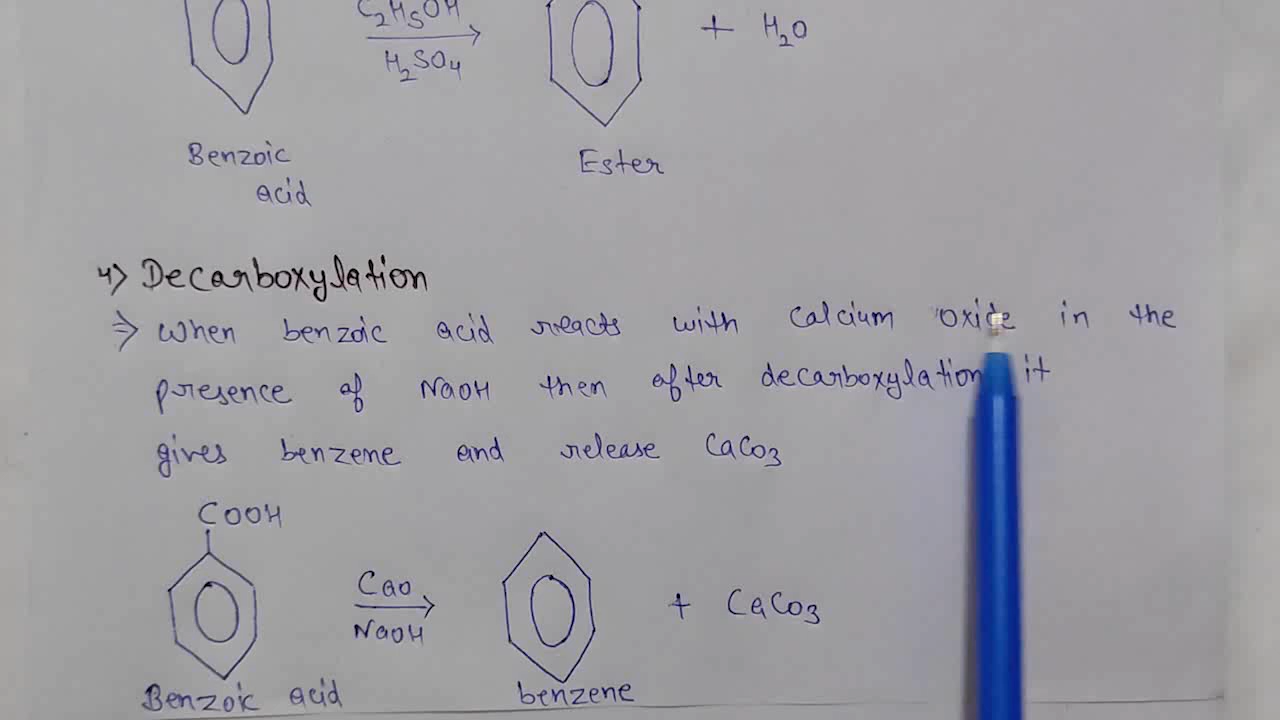 C2H5OH
H2SO4
+ H2O
Benzoic
acid
Ester
4) Decarboxylation
⇒ When benzoic acid reacts with calcium oxide in the
presence of NaOH then after decarboxylation it
gives benzene and release CaCo3
COOH
Cao
NaOH
+ CaCo3
Benzoic acid
benzene